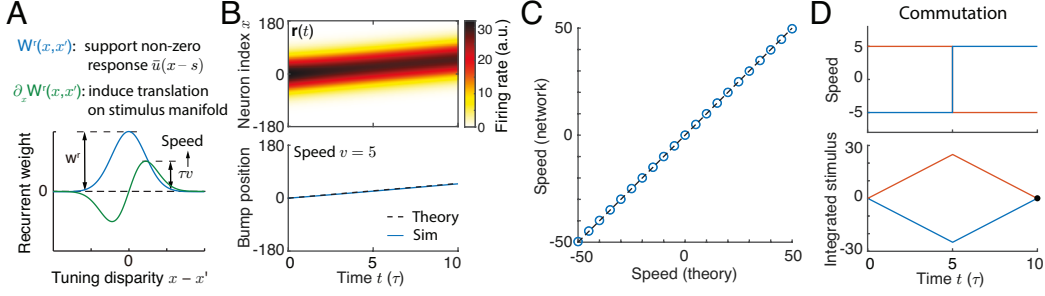 A
Wʳ(x,x′): support non-zero
response ū(x – s)
∂ₓWʳ(x,x′): induce translation
on stimulus manifold
Recurrent weight
0
wʳ
Speed
τv
0
Tuning disparity x – x'
B
Neuron index x
180
0
-180
r(t)
30
20
10
0
Firing rate (a.u.)
Bump position
180
0
-180
Speed v = 5
Theory
Sim
0
10
Time t (τ)
C
Speed (network)
50
0
-50
-50
0
50
Speed (theory)
D
Commutation
Speed
5
0
-5
Integrated stimulus
30
0
-30
0
5
10
Time t (τ)